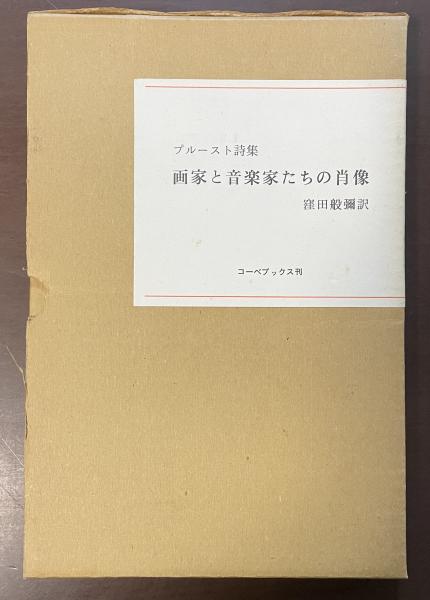 プルースト詩集
画家と音楽家たちの肖像
窪田般彌訳
コーベブックス刊